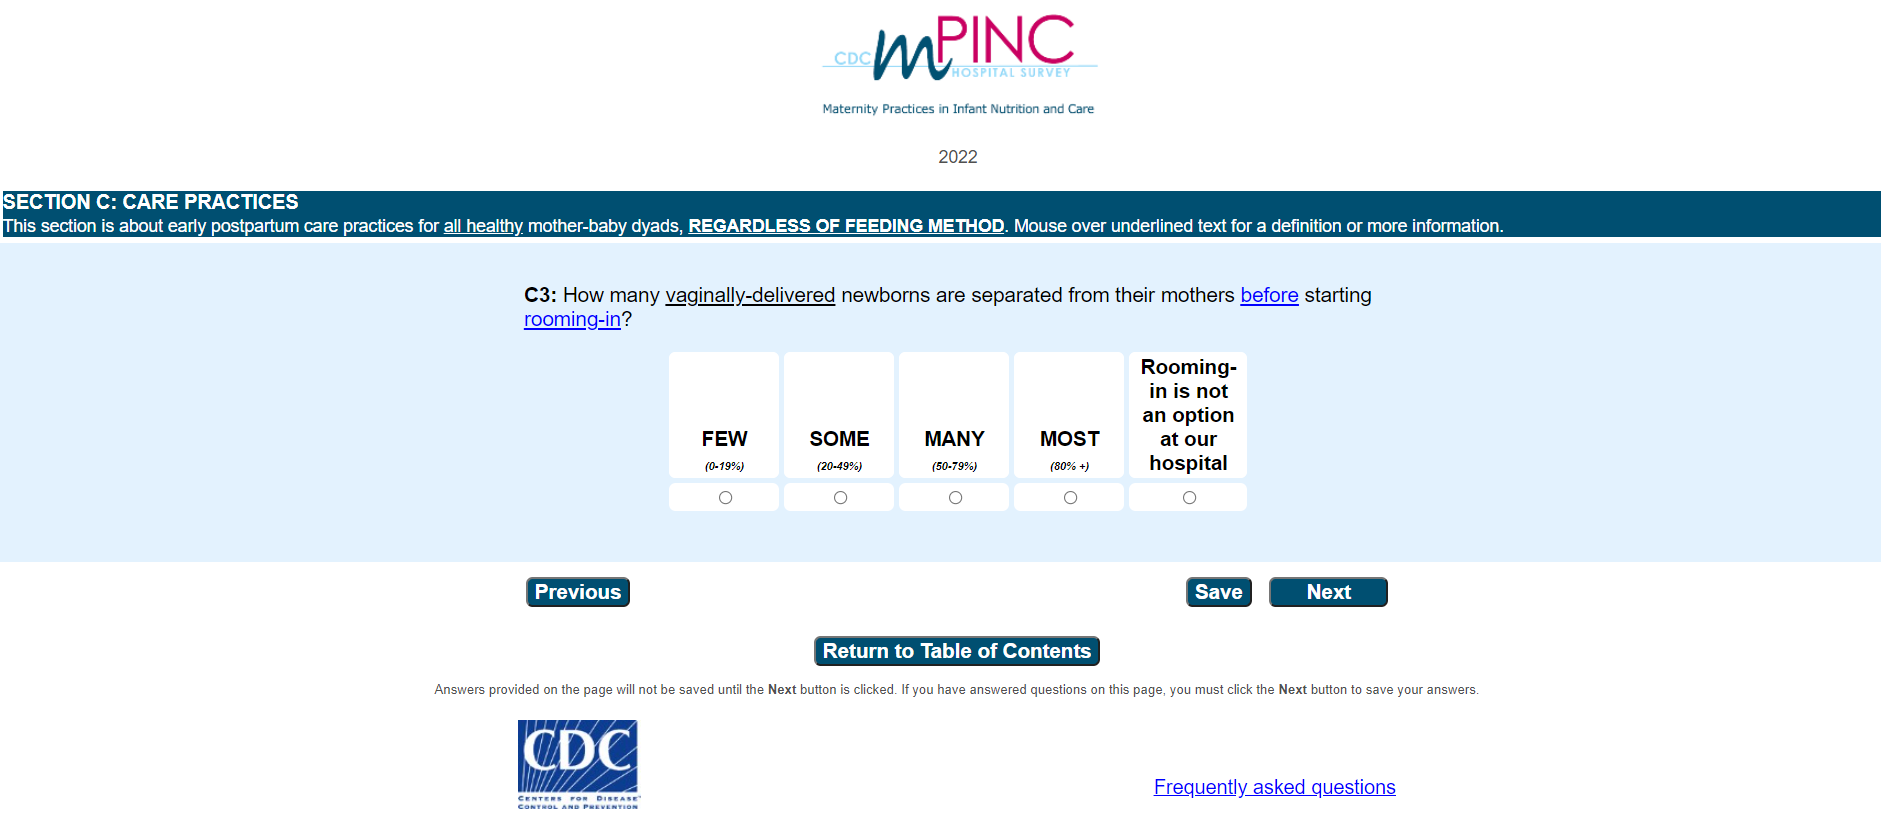 CDC mPINC
HOSPITAL SURVEY
Maternity Practices in Infant Nutrition and Care
2022
SECTION C: CARE PRACTICES
This section is about early postpartum care practices for all healthy mother-baby dyads, REGARDLESS OF FEEDING METHOD. Mouse over underlined text for a definition or more information.
C3: How many vaginally-delivered newborns are separated from their mothers before starting
rooming-in?
Rooming-
in is not
an option
at our
hospital
FEW SOME MANY MOST
(0-19%) (20-49%) (50-79%) (80% +)
Previous Save Next
Return to Table of Contents
Answers provided on the page will not be saved until the Next button is clicked. If you have answered questions on this page, you must click the Next button to save your answers.
CDC
CENTERS FOR DISEASE
CONTROL AND PREVENTION
Frequently asked questions